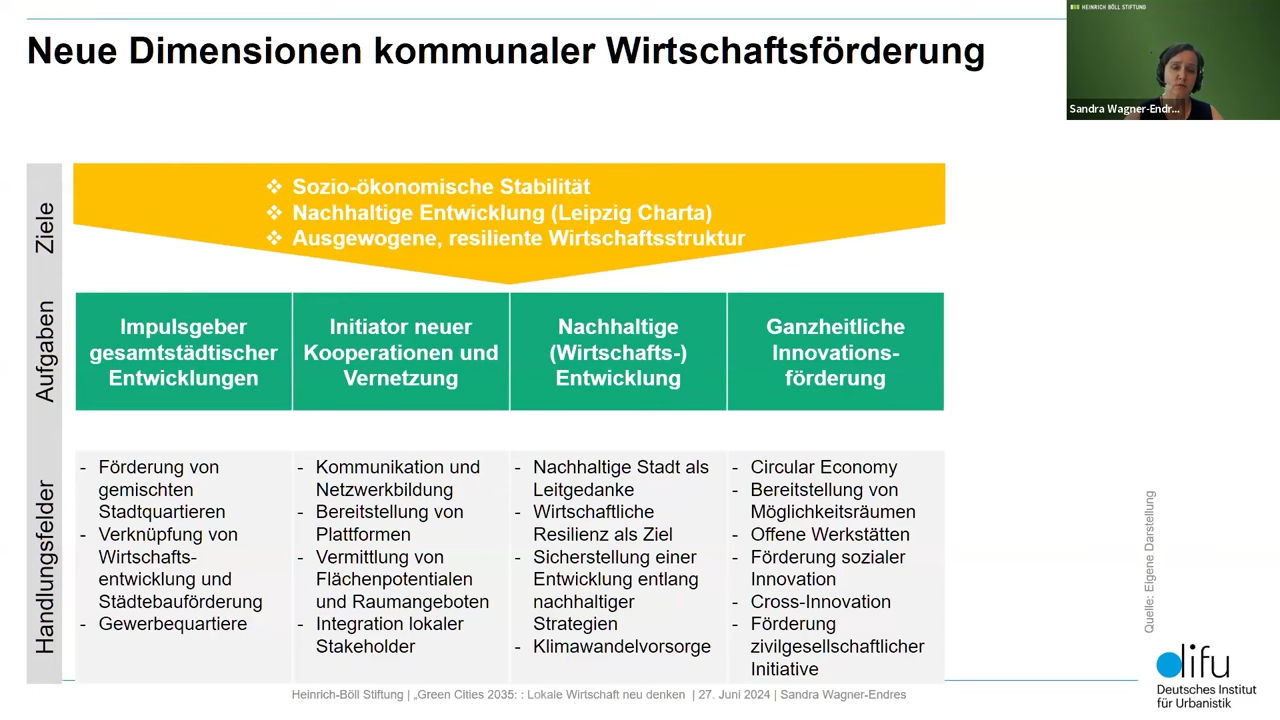 Neue Dimensionen kommunaler Wirtschaftsförderung
HEINRICH BÖLL STIFTUNG
Sandra Wagner-Endr...
Ziele
❖ Sozio-ökonomische Stabilität
❖ Nachhaltige Entwicklung (Leipzig Charta)
❖ Ausgewogene, resiliente Wirtschaftsstruktur
Aufgaben
Impulsgeber
gesamtstädtischer
Entwicklungen
Initiator neuer
Kooperationen und
Vernetzung
Nachhaltige
(Wirtschafts-)
Entwicklung
Ganzheitliche
Innovations-
förderung
Handlungsfelder
- Förderung von
gemischten
Stadtquartieren
- Verknüpfung von
Wirtschafts-
entwicklung und
Städtebauförderung
- Gewerbequartiere
- Kommunikation und
Netzwerkbildung
- Bereitstellung von
Plattformen
- Vermittlung von
Flächenpotentialen
und Raumangeboten
- Integration lokaler
Stakeholder
- Nachhaltige Stadt als
Leitgedanke
- Wirtschaftliche
Resilienz als Ziel
- Sicherstellung einer
Entwicklung entlang
nachhaltiger
Strategien
- Klimawandelvorsorge
- Circular Economy
- Bereitstellung von
Möglichkeitsräumen
- Offene Werkstätten
- Förderung sozialer
Innovation
- Cross-Innovation
- Förderung
zivilgesellschaftlicher
Initiative
Quelle: Eigene Darstellung
difu
Deutsches Institut
für Urbanistik
Heinrich-Böll Stiftung | „Green Cities 2035: : Lokale Wirtschaft neu denken | 27. Juni 2024 | Sandra Wagner-Endres